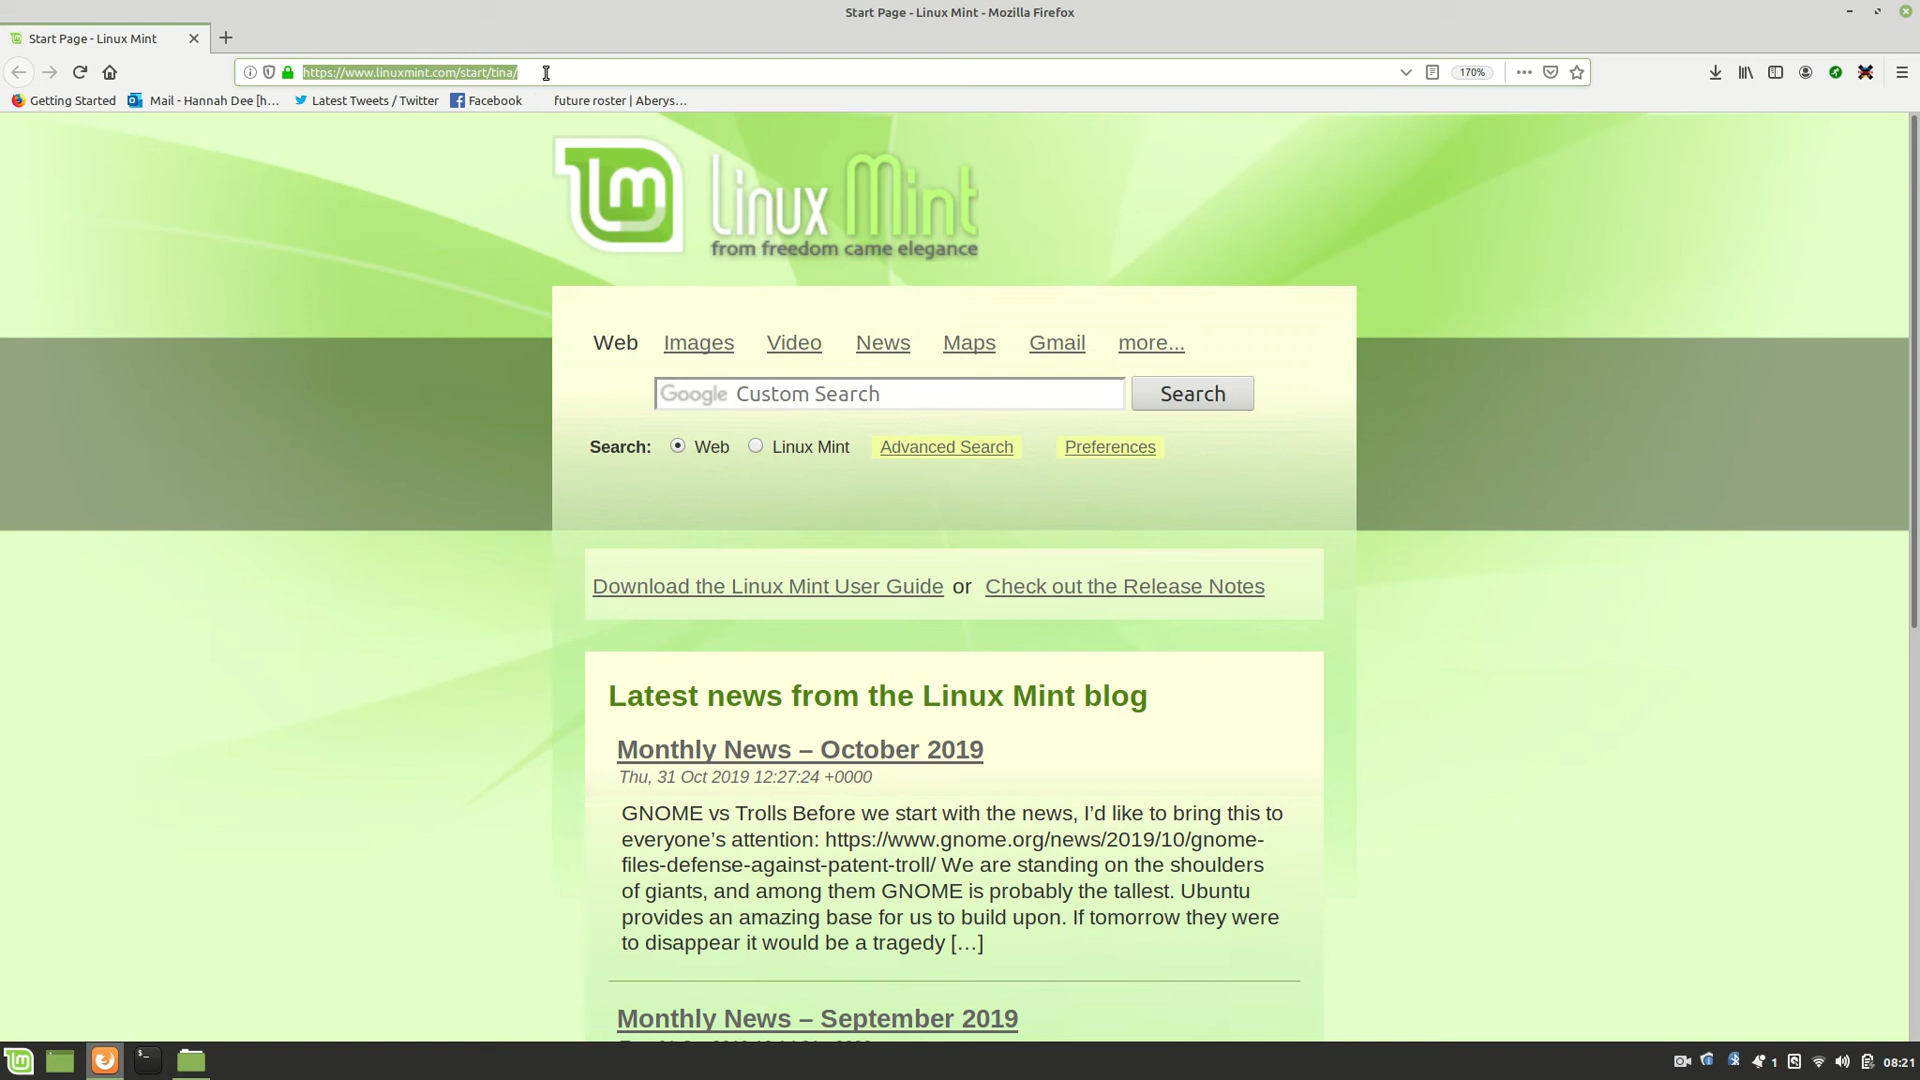 Start Page - Linux Mint - Mozilla Firefox
Start Page - Linux Mint
https://www.linuxmint.com/start/tina/
170%
Getting Started Mail - Hannah Dee [h... Latest Tweets / Twitter Facebook future roster | Aberys...
lm Linux Mint
from freedom came elegance
Web Images Video News Maps Gmail more...
Google Custom Search Search
Search: Web Linux Mint Advanced Search Preferences
Download the Linux Mint User Guide or Check out the Release Notes
Latest news from the Linux Mint blog
Monthly News – October 2019
Thu, 31 Oct 2019 12:27:24 +0000
GNOME vs Trolls Before we start with the news, I’d like to bring this to
everyone’s attention: https://www.gnome.org/news/2019/10/gnome-
files-defense-against-patent-troll/ We are standing on the shoulders
of giants, and among them GNOME is probably the tallest. Ubuntu
provides an amazing base for us to build upon. If tomorrow they were
to disappear it would be a tragedy […]
Monthly News – September 2019
1 08:21